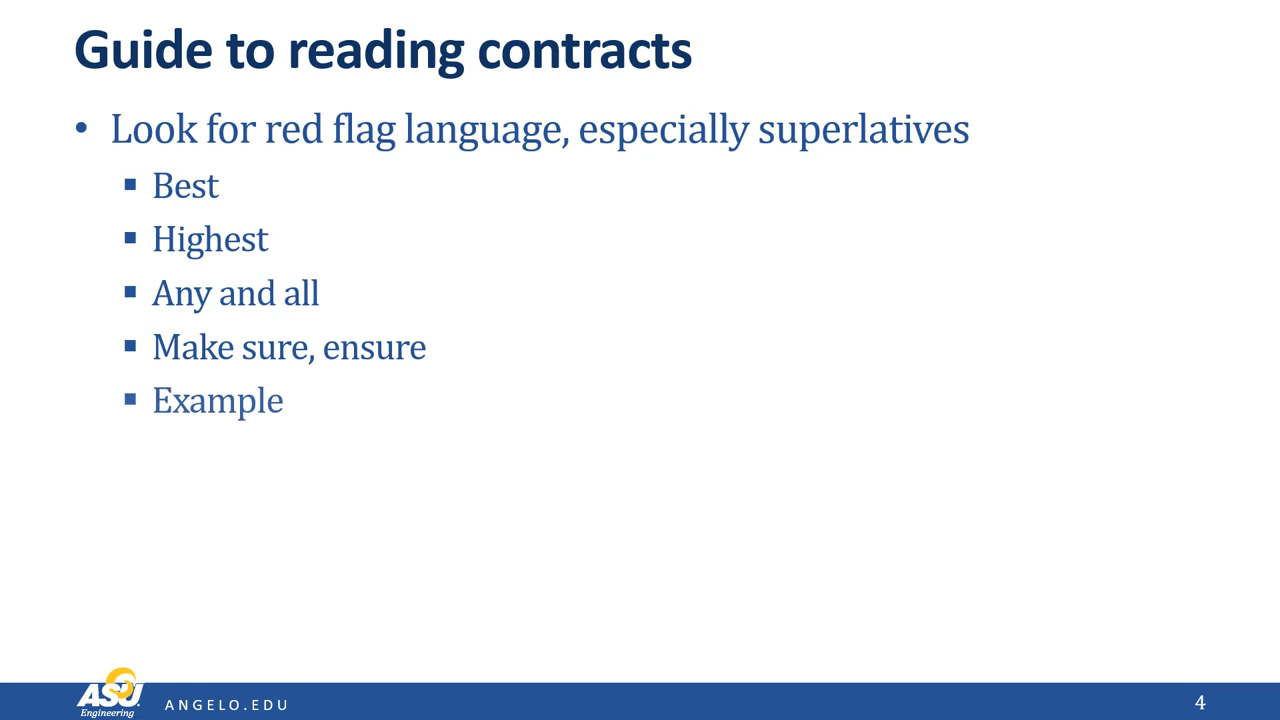 Guide to reading contracts
• Look for red flag language, especially superlatives
▪ Best
▪ Highest
▪ Any and all
▪ Make sure, ensure
▪ Example
ASU
Engineering
ANGELO.EDU
4